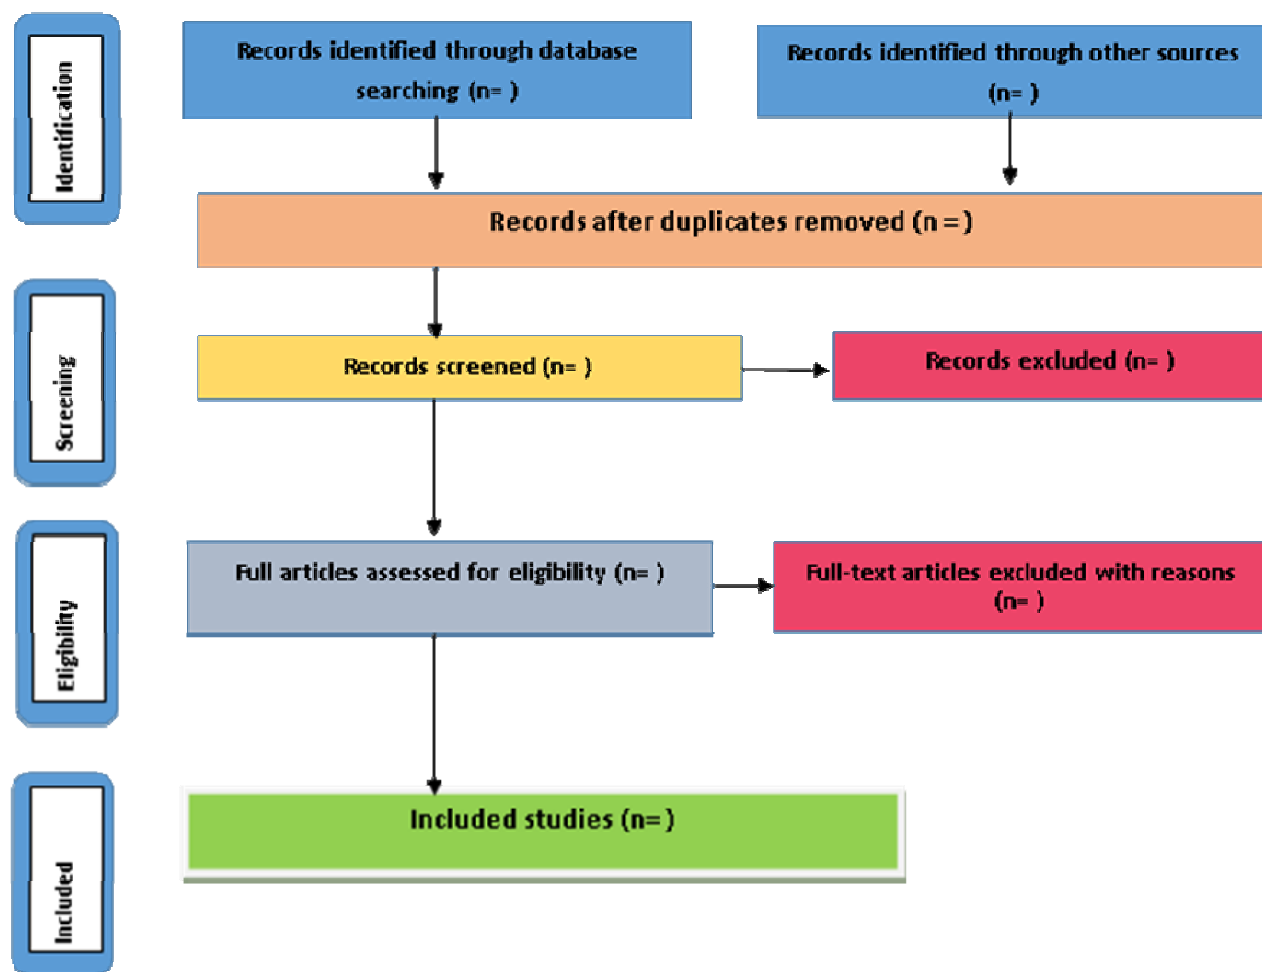 Identification
Records identified through database
searching (n= )
Records identified through other sources
(n= )
Records after duplicates removed (n = )
Screening
Records screened (n= )
Records excluded (n= )
Eligibility
Full articles assessed for eligibility (n= )
Full-text articles excluded with reasons
(n= )
Included
Included studies (n= )